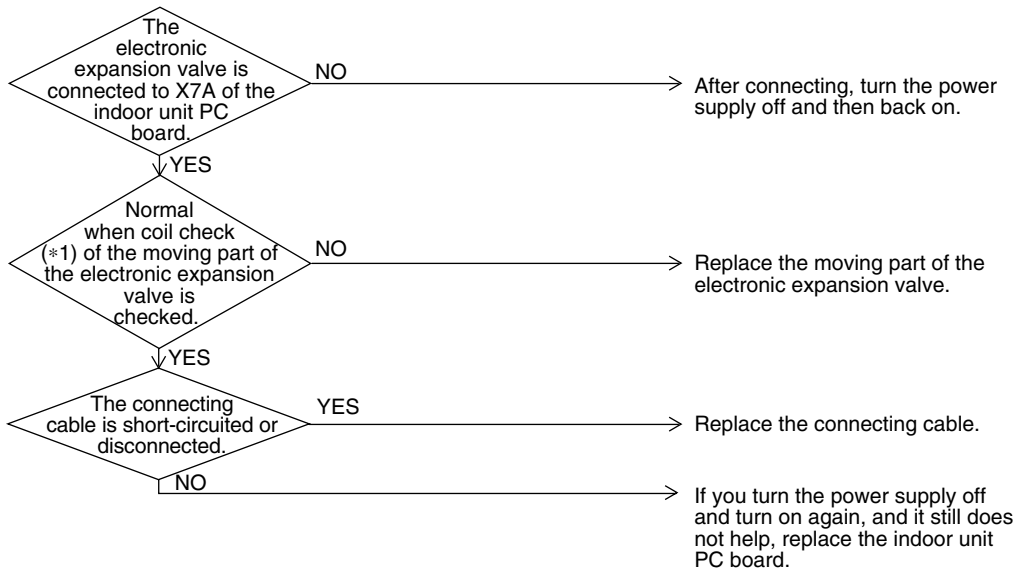 The
electronic
expansion valve is
connected to X7A of the
indoor unit PC
board.
NO
After connecting, turn the power
supply off and then back on.
YES
Normal
when coil check
(∗1) of the moving part of
the electronic expansion
valve is
checked.
NO
Replace the moving part of the
electronic expansion valve.
YES
The connecting
cable is short-circuited or
disconnected.
YES
Replace the connecting cable.
NO
If you turn the power supply off
and turn on again, and it still does
not help, replace the indoor unit
PC board.